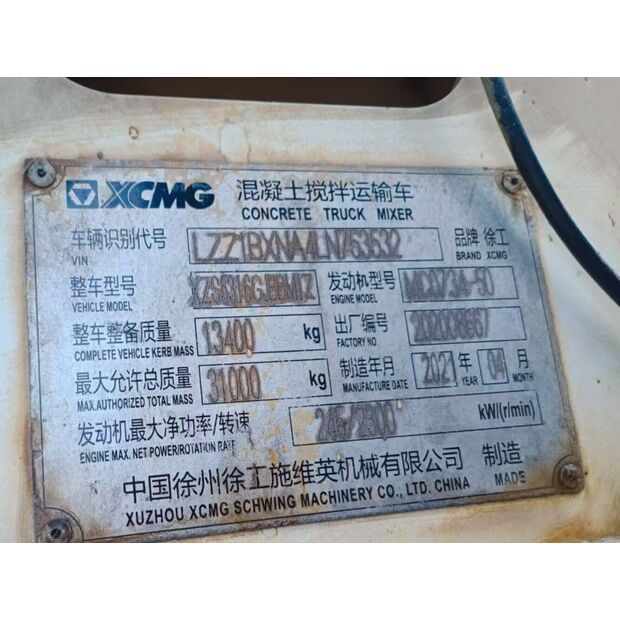 XCMG 混凝土搅拌运输车
CONCRETE TRUCK MIXER
车辆识别代号 LZZ1BXNA4LN753532 品牌 徐工
VIN BRAND XCMG
整车型号 发动机型号 MC073A-50
VEHICLE MODEL ENGINE MODEL
整车整备质量 13400 kg 出厂编号 202008667
COMPLETE VEHICLE KERB MASS FACTORY NO.
最大允许总质量 31000 kg 制造年月 2021 年 04 月
MAX.AUTHORIZED TOTAL MASS MANUFACTURE DATE YEAR MONTH
发动机最大净功率/转速 245/2300 kW/(r/min)
ENGINE MAX. NET POWER/ROTATION RATE
中国徐州徐工施维英机械有限公司 制造
XUZHOU XCMG SCHWING MACHINERY CO., LTD. CHINA MADE